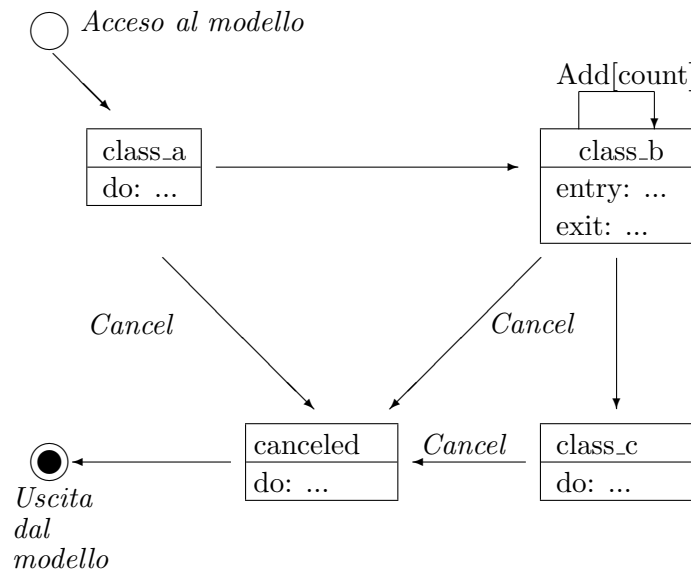 Acceso al modello
Add[count]
class_a
do: ...
class_b
entry: ...
exit: ...
Cancel
Cancel
canceled
do: ...
Cancel
class_c
do: ...
Uscita
dal
modello